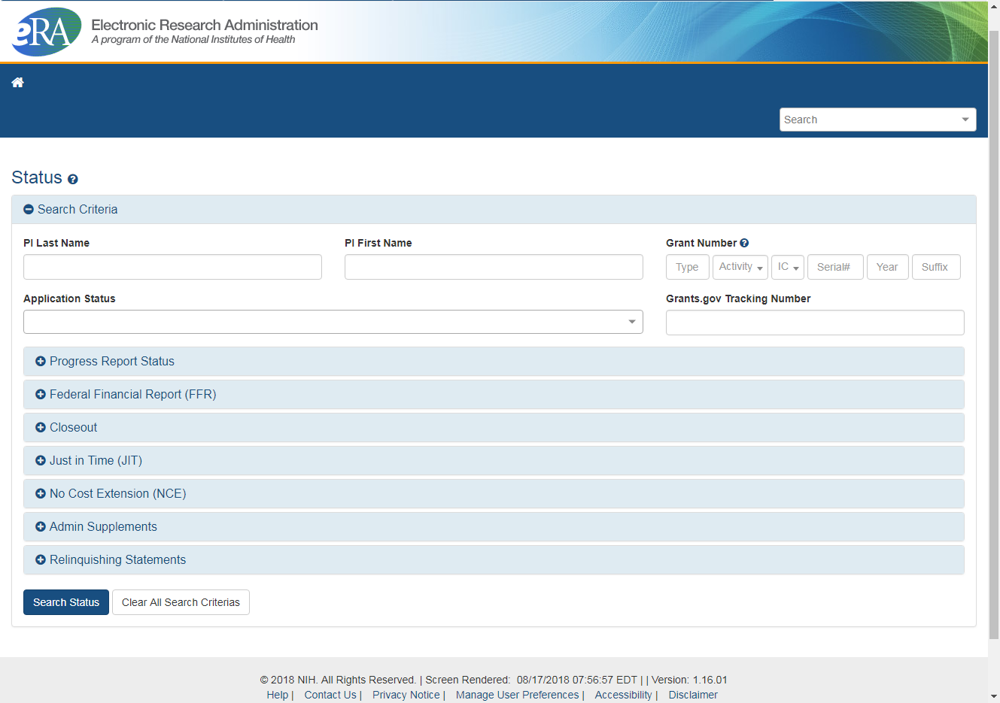 eRA
Electronic Research Administration
A program of the National Institutes of Health
Search
Status
Search Criteria
PI Last Name PI First Name Grant Number
Type Activity IC Serial# Year Suffix
Application Status Grants.gov Tracking Number
Progress Report Status
Federal Financial Report (FFR)
Closeout
Just in Time (JIT)
No Cost Extension (NCE)
Admin Supplements
Relinquishing Statements
Search Status Clear All Search Criterias
© 2018 NIH. All Rights Reserved. | Screen Rendered: 08/17/2018 07:56:57 EDT | | Version: 1.16.01
Help | Contact Us | Privacy Notice | Manage User Preferences | Accessibility | Disclaimer